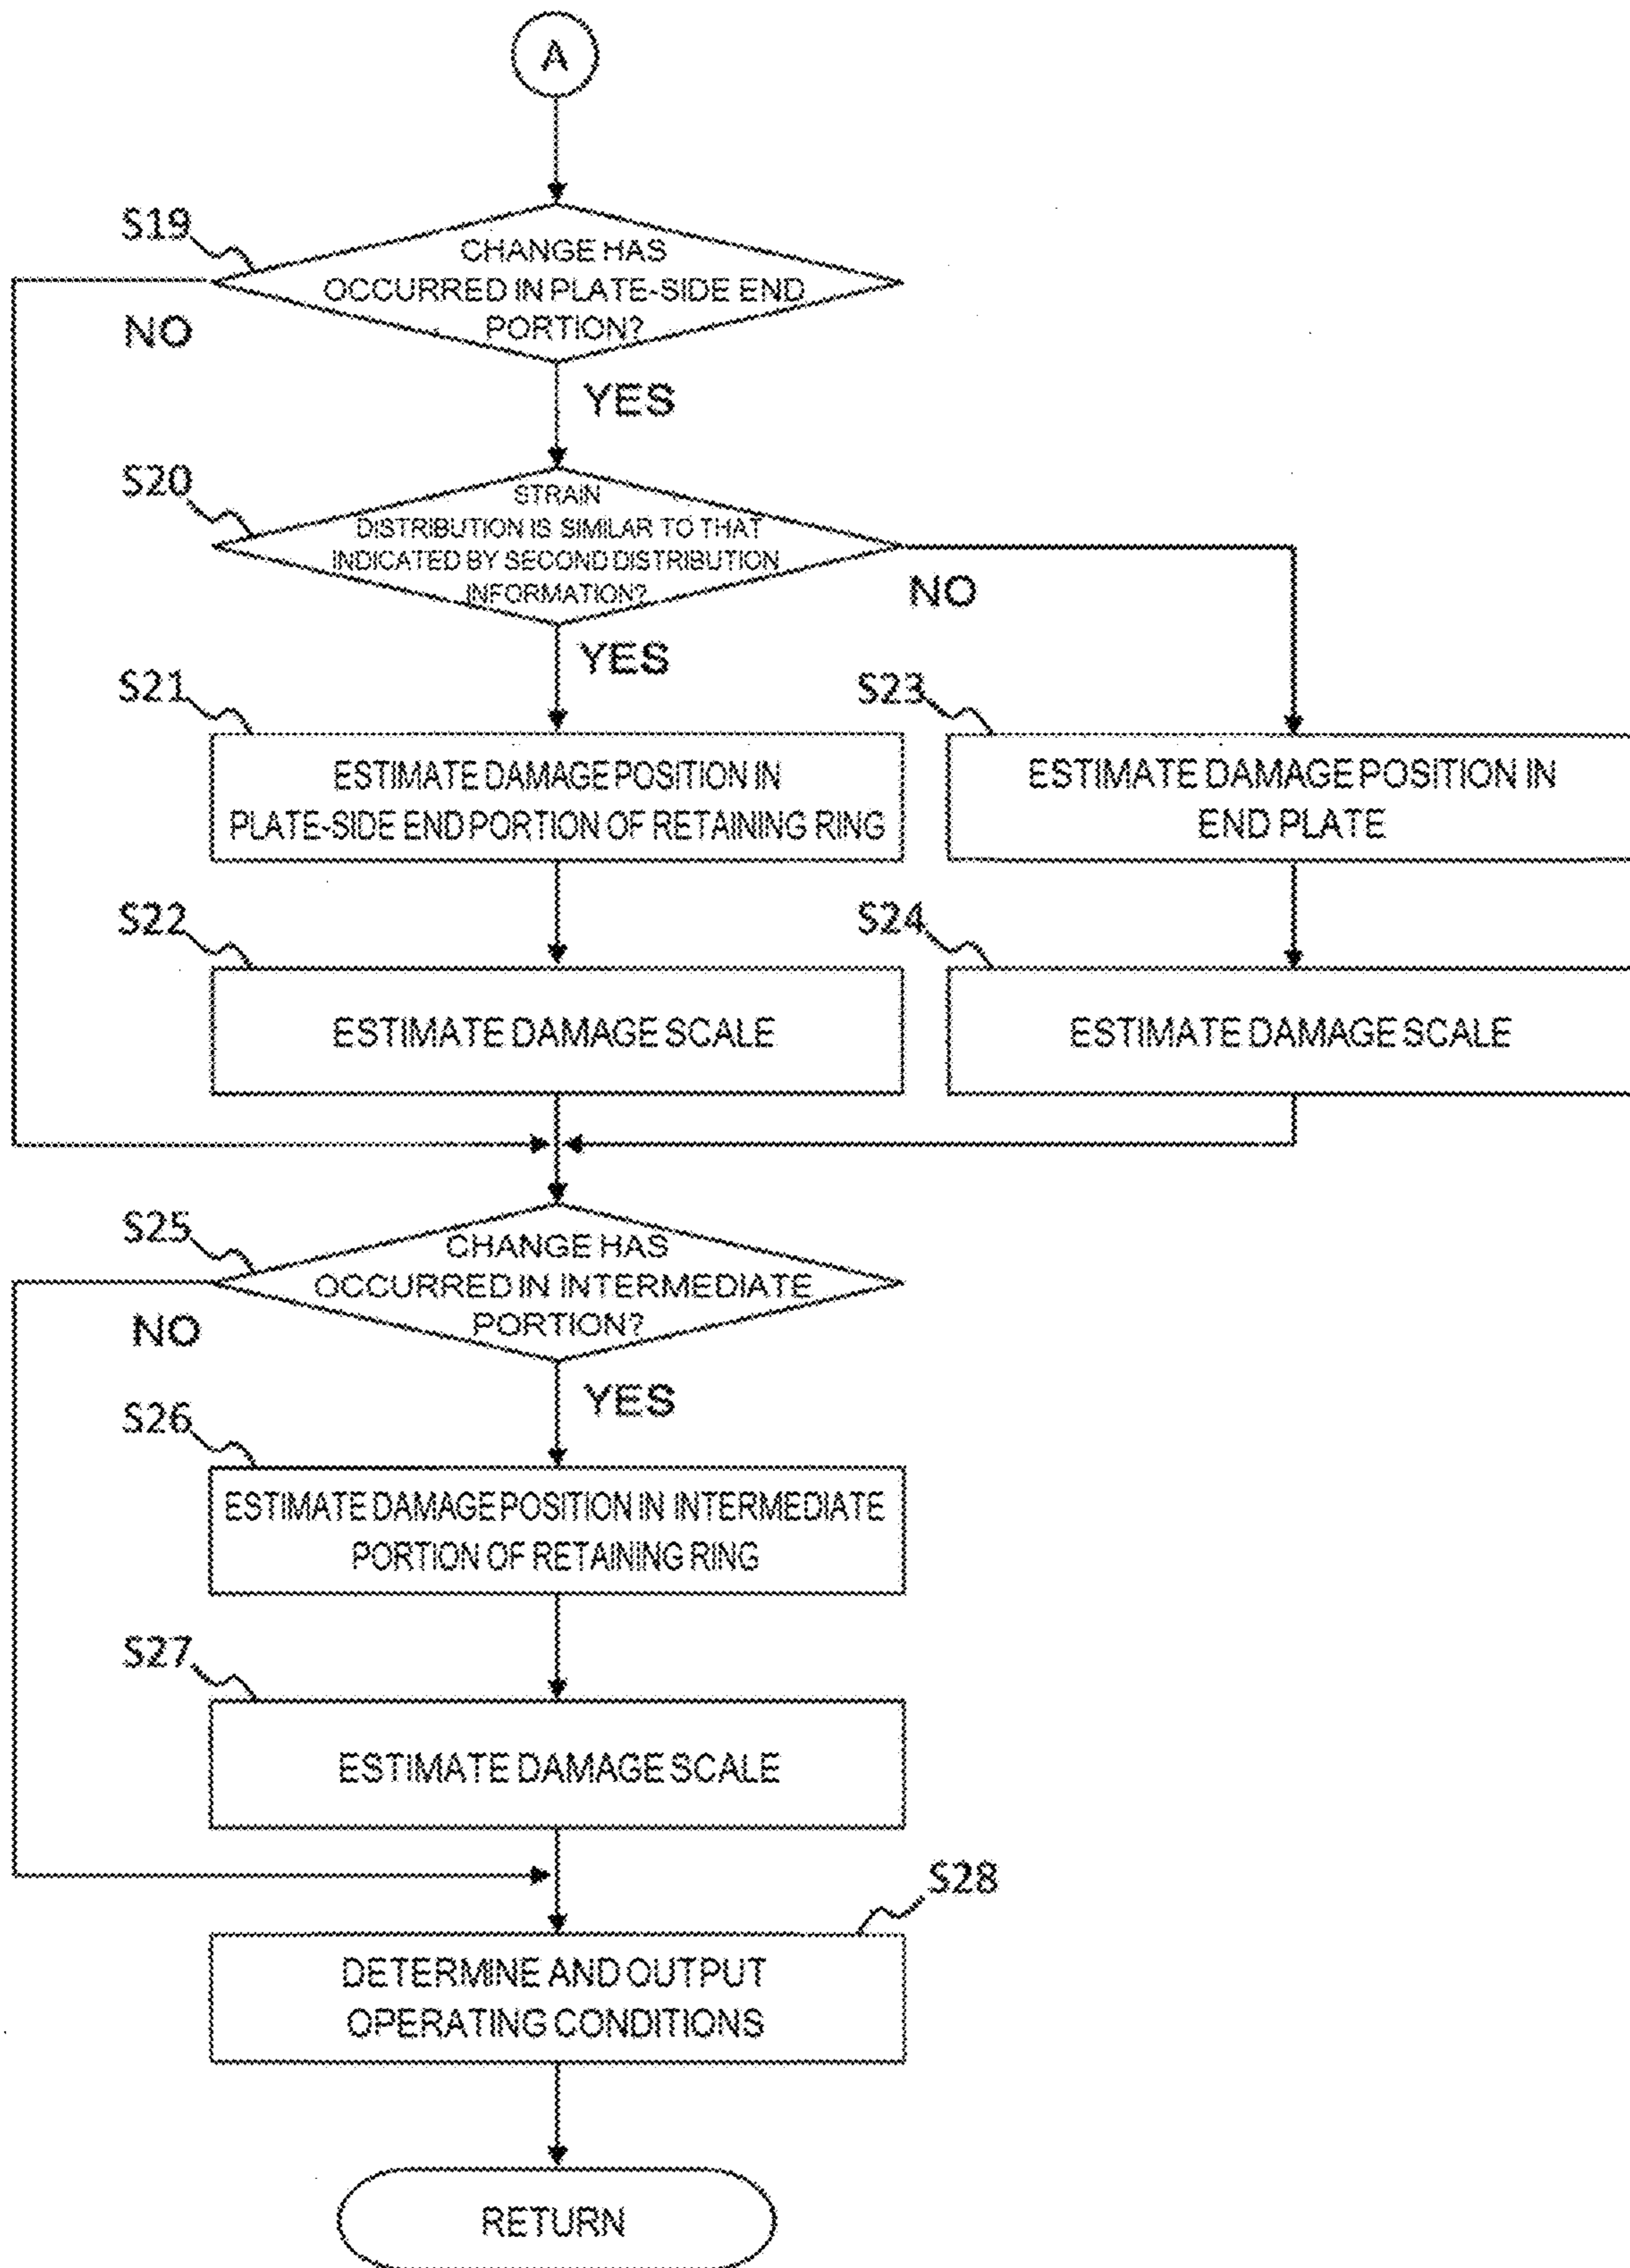 A
S19
CHANGE HAS
OCCURRED IN PLATE-SIDE END
PORTION?
NO
YES
S20
STRAIN
DISTRIBUTION IS SIMILAR TO THAT
INDICATED BY SECOND DISTRIBUTION
INFORMATION?
NO
YES
S21
ESTIMATE DAMAGE POSITION IN
PLATE-SIDE END PORTION OF RETAINING RING
S23
ESTIMATE DAMAGE POSITION IN
END PLATE
S22
ESTIMATE DAMAGE SCALE
S24
ESTIMATE DAMAGE SCALE
S25
CHANGE HAS
OCCURRED IN INTERMEDIATE
PORTION?
NO
YES
S26
ESTIMATE DAMAGE POSITION IN INTERMEDIATE
PORTION OF RETAINING RING
S27
ESTIMATE DAMAGE SCALE
S28
DETERMINE AND OUTPUT
OPERATING CONDITIONS
RETURN